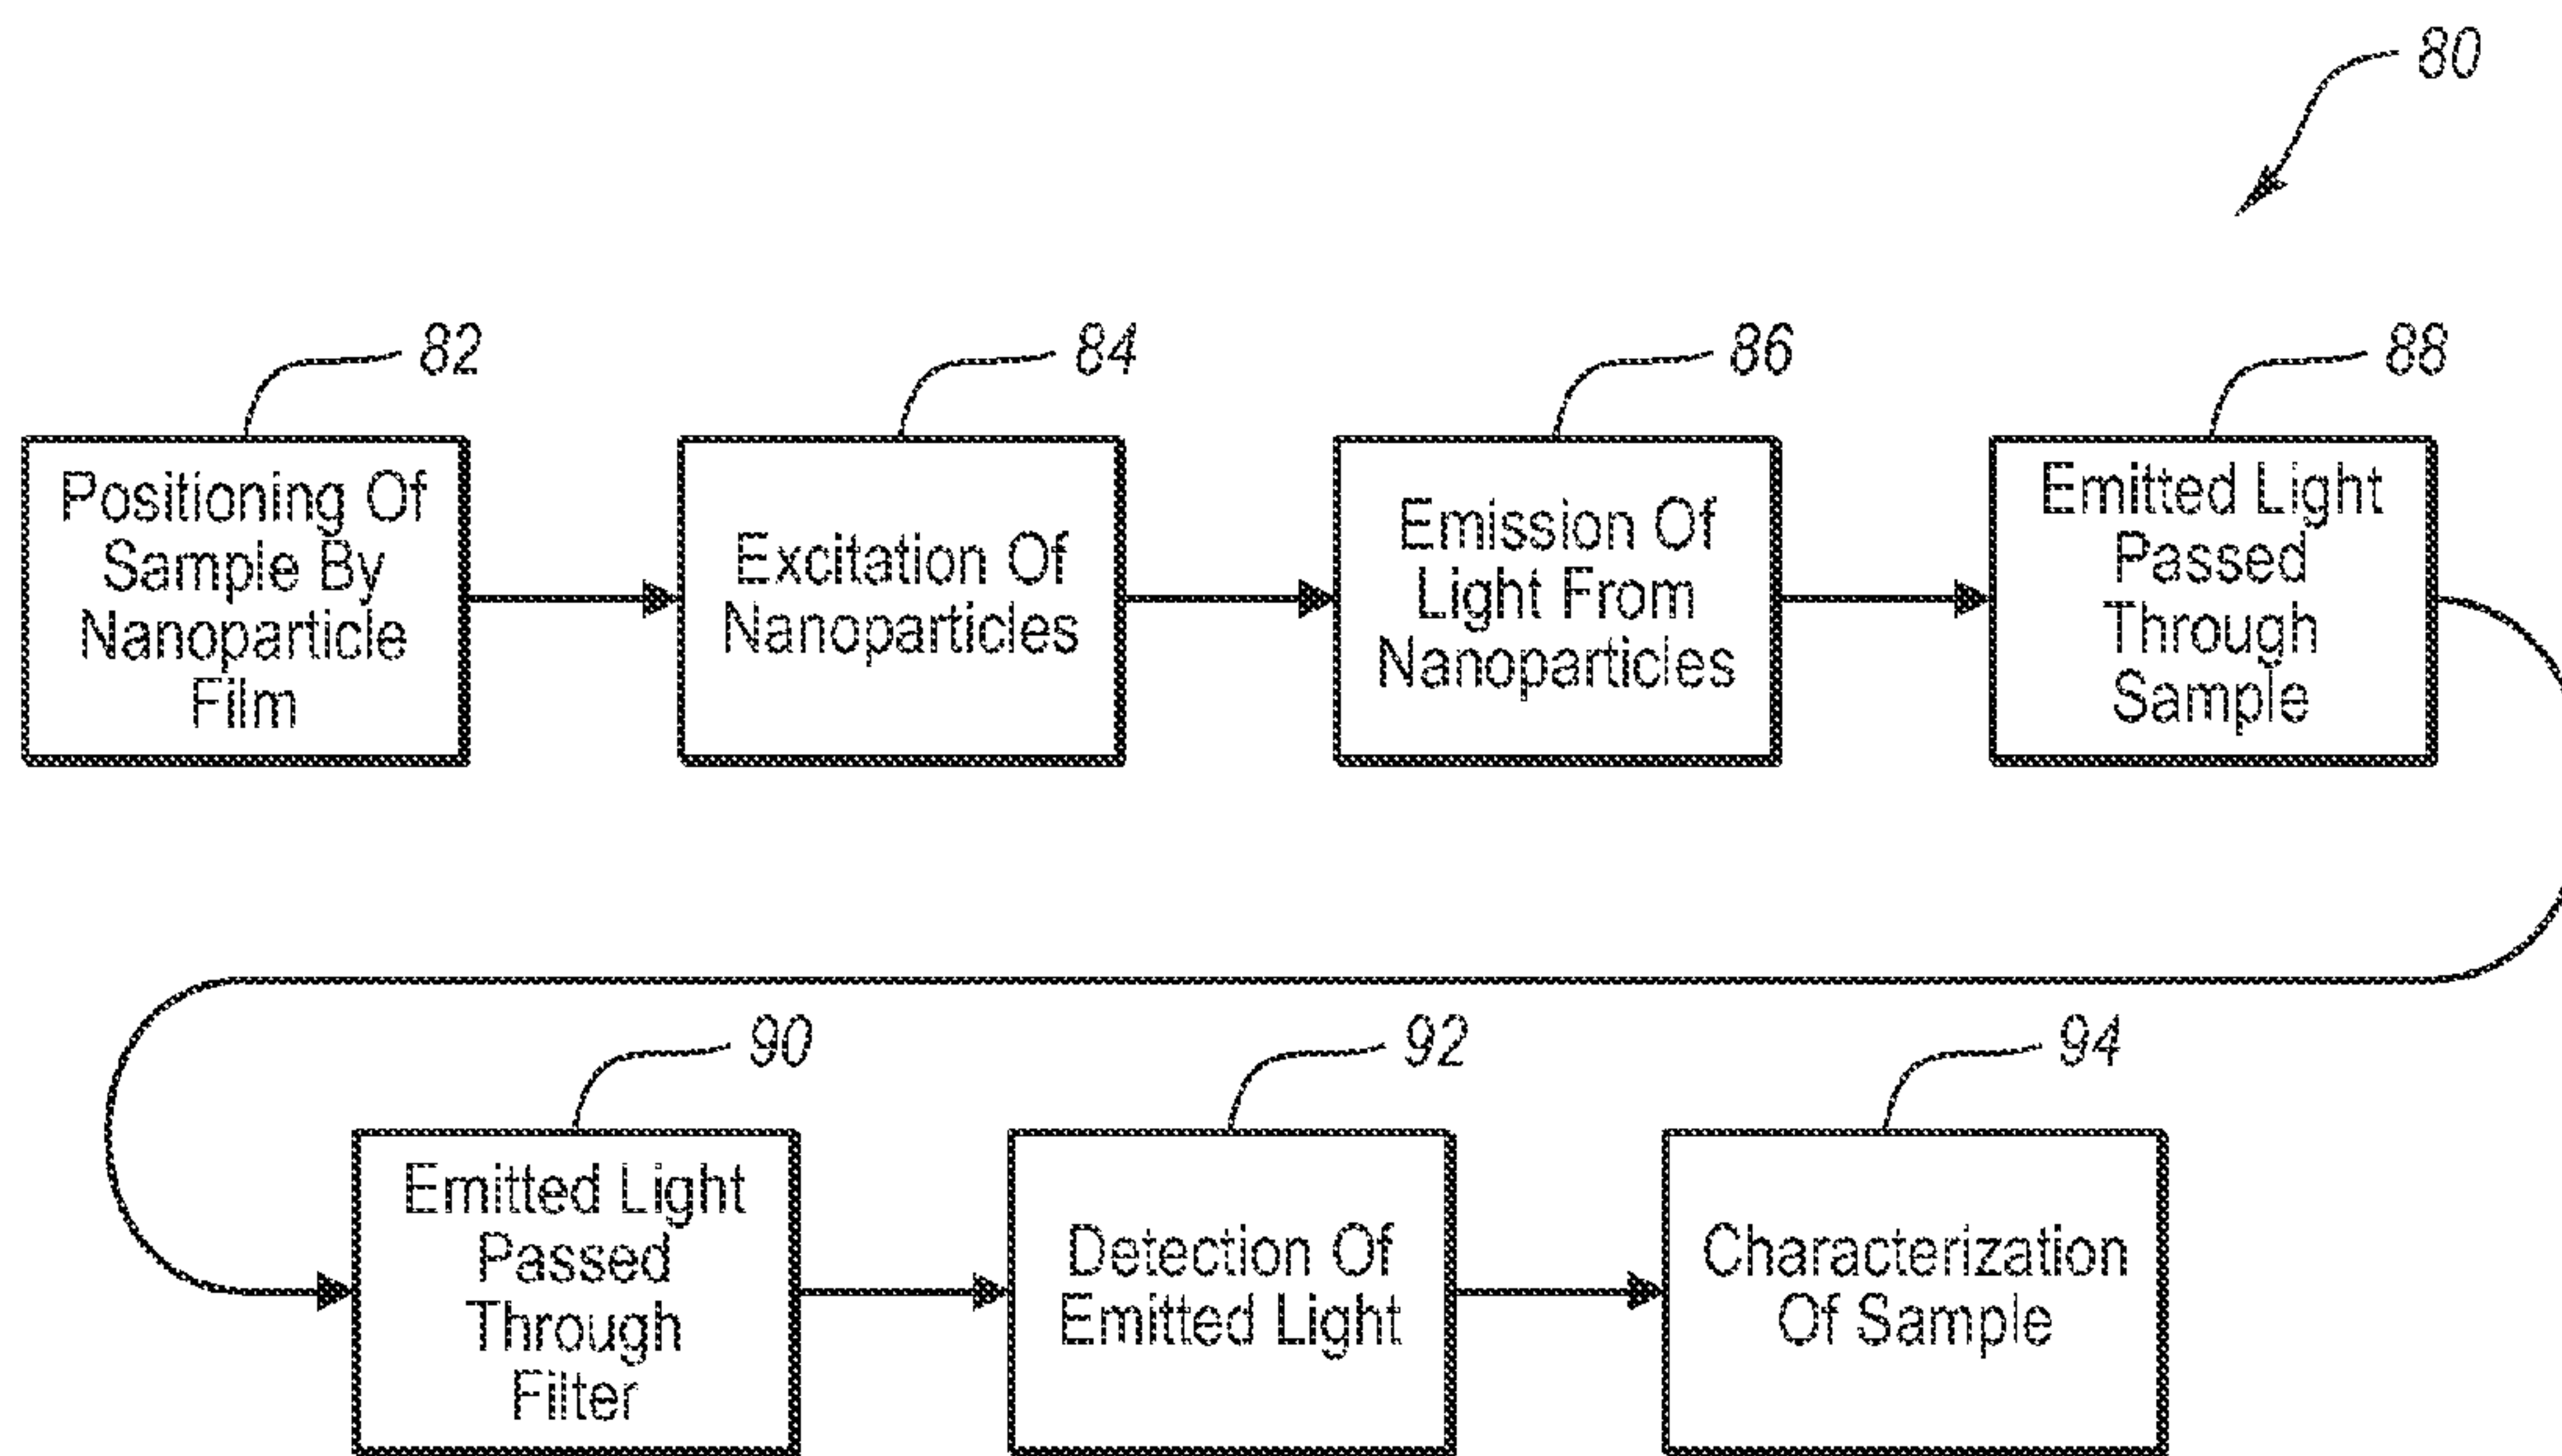 80
82
Positioning Of
Sample By
Nanoparticle
Film
84
Excitation Of
Nanoparticles
86
Emission Of
Light From
Nanoparticles
88
Emitted Light
Passed
Through
Sample
90
Emitted Light
Passed
Through
Filter
92
Detection Of
Emitted Light
94
Characterization
Of Sample